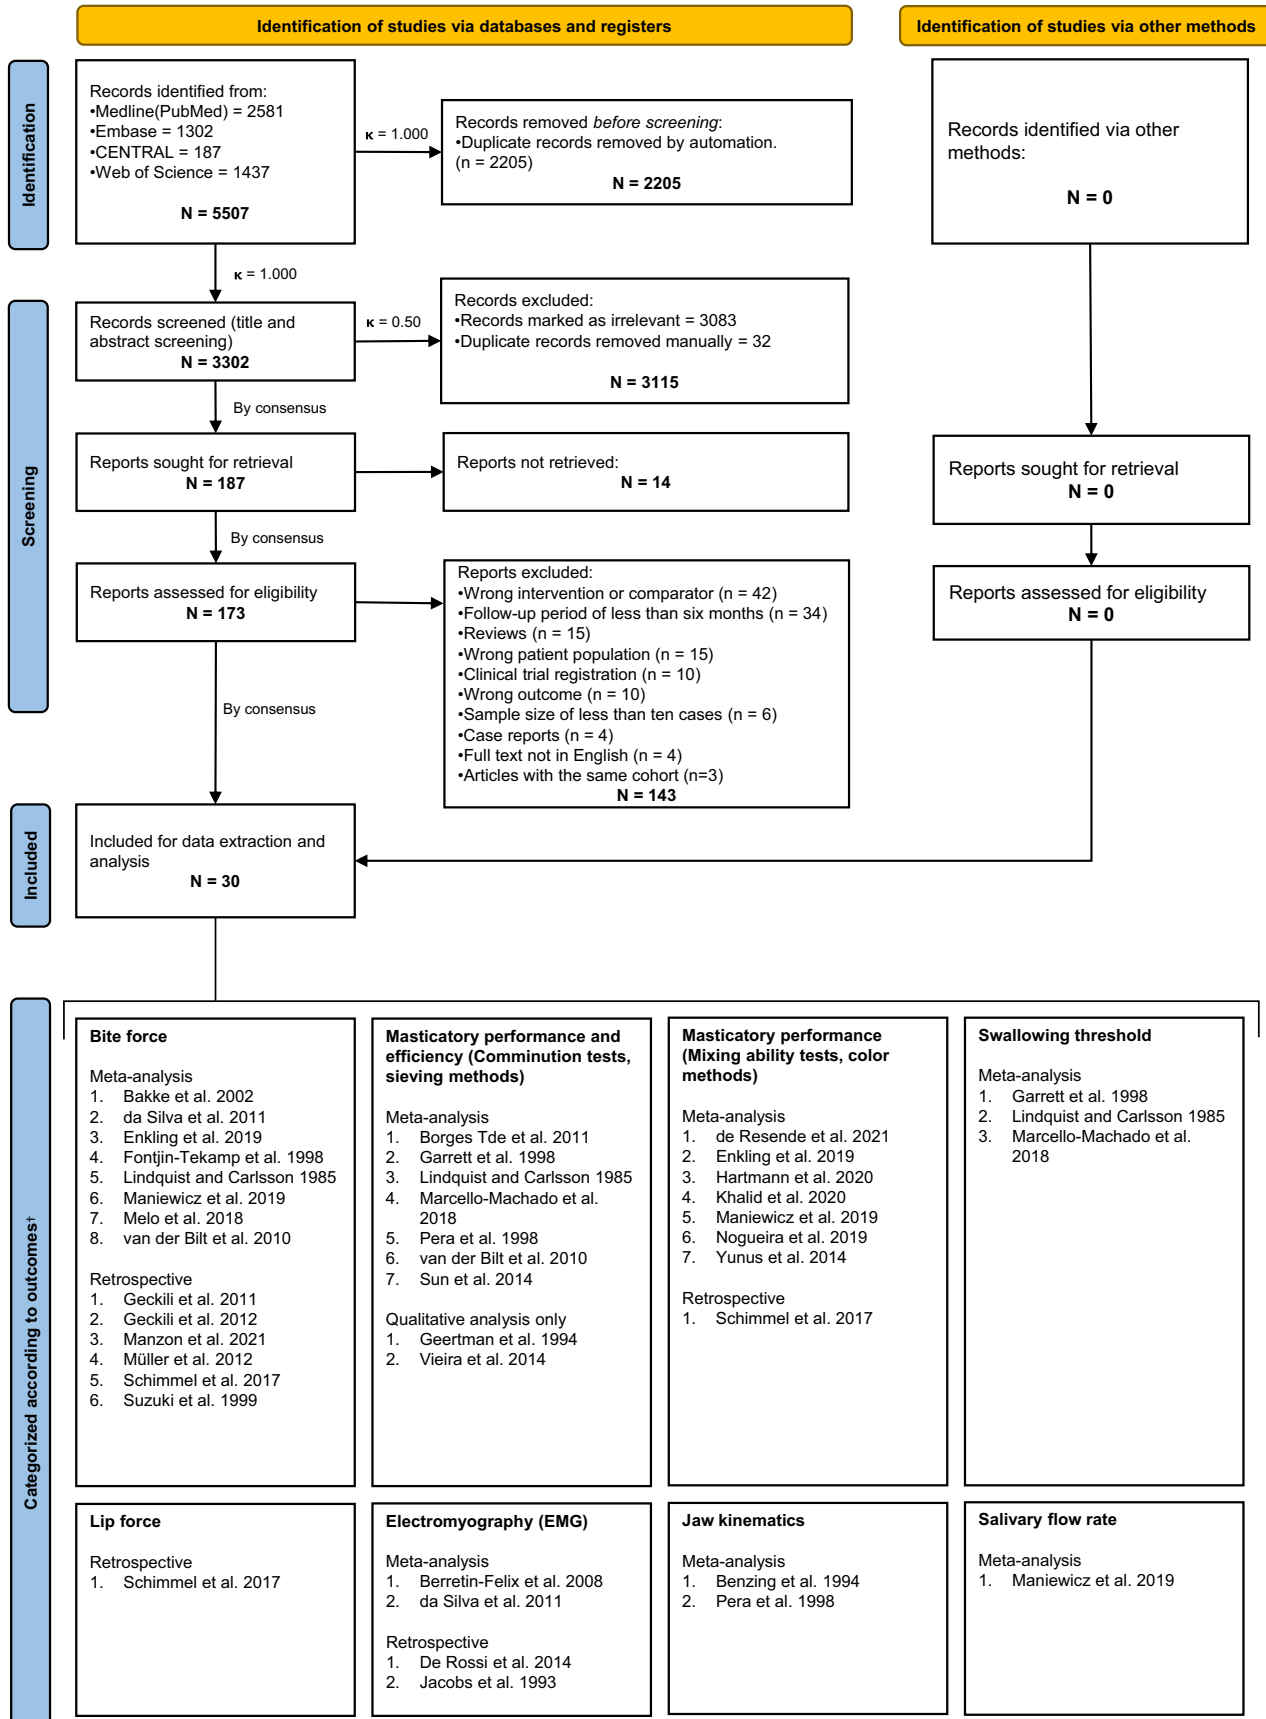 Identification of studies via databases and registers
Identification of studies via other methods
Identification
Records identified from:
•Medline(PubMed) = 2581
•Embase = 1302
•CENTRAL = 187
•Web of Science = 1437
N = 5507
κ = 1.000
Records removed before screening:
•Duplicate records removed by automation.
(n = 2205)
N = 2205
Records identified via other
methods:
N = 0
κ = 1.000
Screening
Records screened (title and
abstract screening)
N = 3302
κ = 0.50
Records excluded:
•Records marked as irrelevant = 3083
•Duplicate records removed manually = 32
N = 3115
By consensus
Reports sought for retrieval
N = 187
Reports not retrieved:
N = 14
Reports sought for retrieval
N = 0
By consensus
Reports assessed for eligibility
N = 173
Reports excluded:
•Wrong intervention or comparator (n = 42)
•Follow-up period of less than six months (n = 34)
•Reviews (n = 15)
•Wrong patient population (n = 15)
•Clinical trial registration (n = 10)
•Wrong outcome (n = 10)
•Sample size of less than ten cases (n = 6)
•Case reports (n = 4)
•Full text not in English (n = 4)
•Articles with the same cohort (n=3)
N = 143
Reports assessed for eligibility
N = 0
By consensus
Included
Included for data extraction and
analysis
N = 30
Categorized according to outcomes†
Bite force
Meta-analysis
1. Bakke et al. 2002
2. da Silva et al. 2011
3. Enkling et al. 2019
4. Fontjin-Tekamp et al. 1998
5. Lindquist and Carlsson 1985
6. Maniewicz et al. 2019
7. Melo et al. 2018
8. van der Bilt et al. 2010
Retrospective
1. Geckili et al. 2011
2. Geckili et al. 2012
3. Manzon et al. 2021
4. Müller et al. 2012
5. Schimmel et al. 2017
6. Suzuki et al. 1999
Masticatory performance and
efficiency (Comminution tests,
sieving methods)
Meta-analysis
1. Borges Tde et al. 2011
2. Garrett et al. 1998
3. Lindquist and Carlsson 1985
4. Marcello-Machado et al.
2018
5. Pera et al. 1998
6. van der Bilt et al. 2010
7. Sun et al. 2014
Qualitative analysis only
1. Geertman et al. 1994
2. Vieira et al. 2014
Masticatory performance
(Mixing ability tests, color
methods)
Meta-analysis
1. de Resende et al. 2021
2. Enkling et al. 2019
3. Hartmann et al. 2020
4. Khalid et al. 2020
5. Maniewicz et al. 2019
6. Nogueira et al. 2019
7. Yunus et al. 2014
Retrospective
1. Schimmel et al. 2017
Swallowing threshold
Meta-analysis
1. Garrett et al. 1998
2. Lindquist and Carlsson 1985
3. Marcello-Machado et al.
2018
Lip force
Retrospective
1. Schimmel et al. 2017
Electromyography (EMG)
Meta-analysis
1. Berretin-Felix et al. 2008
2. da Silva et al. 2011
Retrospective
1. De Rossi et al. 2014
2. Jacobs et al. 1993
Jaw kinematics
Meta-analysis
1. Benzing et al. 1994
2. Pera et al. 1998
Salivary flow rate
Meta-analysis
1. Maniewicz et al. 2019